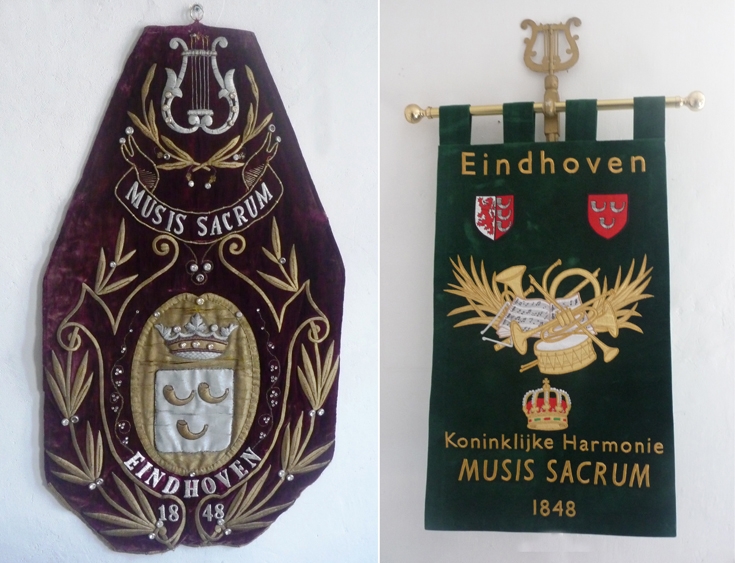 MUSIS SACRUM
EINDHOVEN
18 48
Eindhoven
Koninklijke Harmonie
MUSIS SACRUM
1848